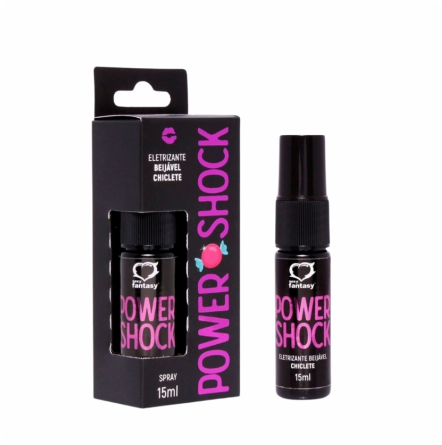 ELETRIZANTE
BEIJÁVEL
CHICLETE
POWER SHOCK
fantasy
POWER
SHOCK
SPRAY
15ml
fantasy
POWER
SHOCK
ELETRIZANTE BEIJÁVEL
CHICLETE
15ml